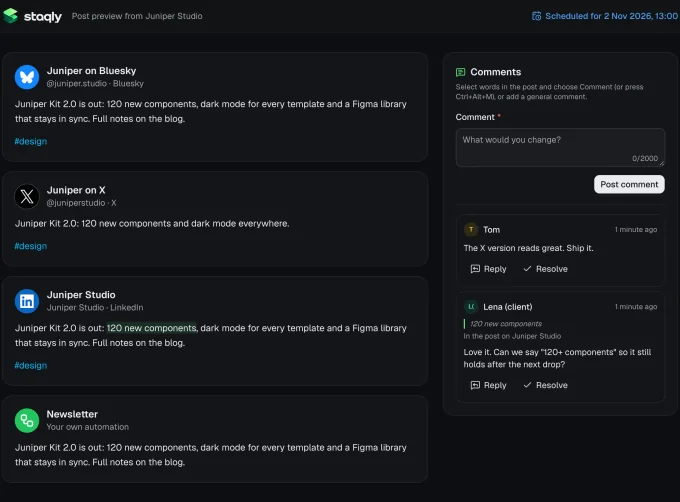 staqly
Post preview from Juniper Studio
Scheduled for 2 Nov 2026, 13:00
Juniper on Bluesky
@juniper.studio · Bluesky
Juniper Kit 2.0 is out: 120 new components, dark mode for every template and a Figma library
that stays in sync. Full notes on the blog.
#design
Juniper on X
@juniperstudio · X
Juniper Kit 2.0: 120 new components and dark mode everywhere.
#design
Juniper Studio
Juniper Studio · LinkedIn
Juniper Kit 2.0 is out: 120 new components, dark mode for every template and a Figma library
that stays in sync. Full notes on the blog.
#design
Newsletter
Your own automation
Juniper Kit 2.0 is out: 120 new components, dark mode for every template and a Figma library
that stays in sync. Full notes on the blog.
Comments
Select words in the post and choose Comment (or press
Ctrl+Alt+M), or add a general comment.
Comment *
What would you change?
0/2000
Post comment
T
Tom
1 minute ago
The X version reads great. Ship it.
Reply
Resolve
L(
Lena (client)
1 minute ago
120 new components
In the post on Juniper Studio
Love it. Can we say "120+ components" so it still
holds after the next drop?
Reply
Resolve